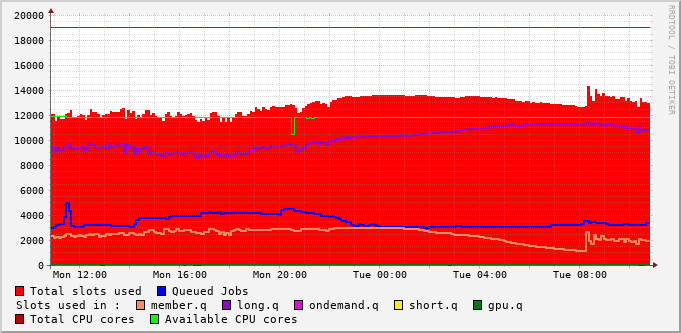 RRDTOOL / TOBI OETIKER
20000
18000
16000
14000
12000
10000
8000
6000
4000
2000
0
Mon 12:00 Mon 16:00 Mon 20:00 Tue 00:00 Tue 04:00 Tue 08:00
Total slots used Queued Jobs
Slots used in : member.q long.q ondemand.q short.q gpu.q
Total CPU cores Available CPU cores